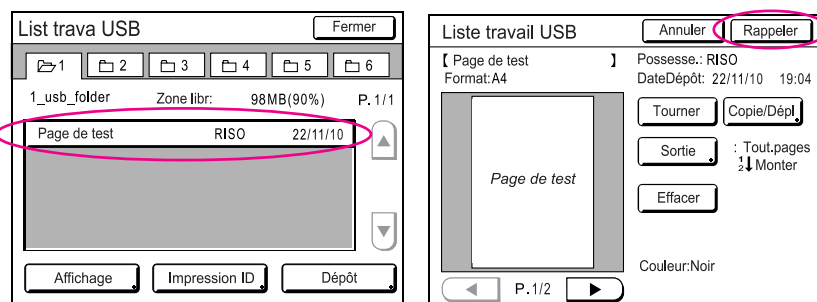 List trava USB
Fermer
1 2 3 4 5 6
1_usb_folder Zone libr: 98MB(90%) P. 1/1
Page de test RISO 22/11/10
Affichage Impression ID Dépôt
Liste travail USB
Annuler Rappeler
【 Page de test 】
Format:A4
Possesse.: RISO
DateDépôt: 22/11/10 19:04
Tourner Copie/Dépl.
Sortie : Tout.pages
1
2 Monter
Page de test
Effacer
Couleur:Noir
P.1/2